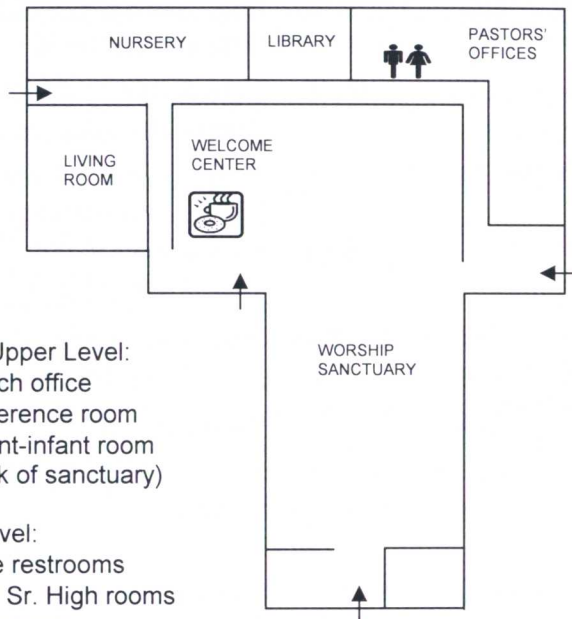 NURSERY
LIBRARY
PASTORS'
OFFICES
LIVING
ROOM
WELCOME
CENTER
WORSHIP
SANCTUARY
Upper Level:
ch office
erence room
nt-infant room
k of sanctuary)
vel:
e restrooms
Sr. High rooms